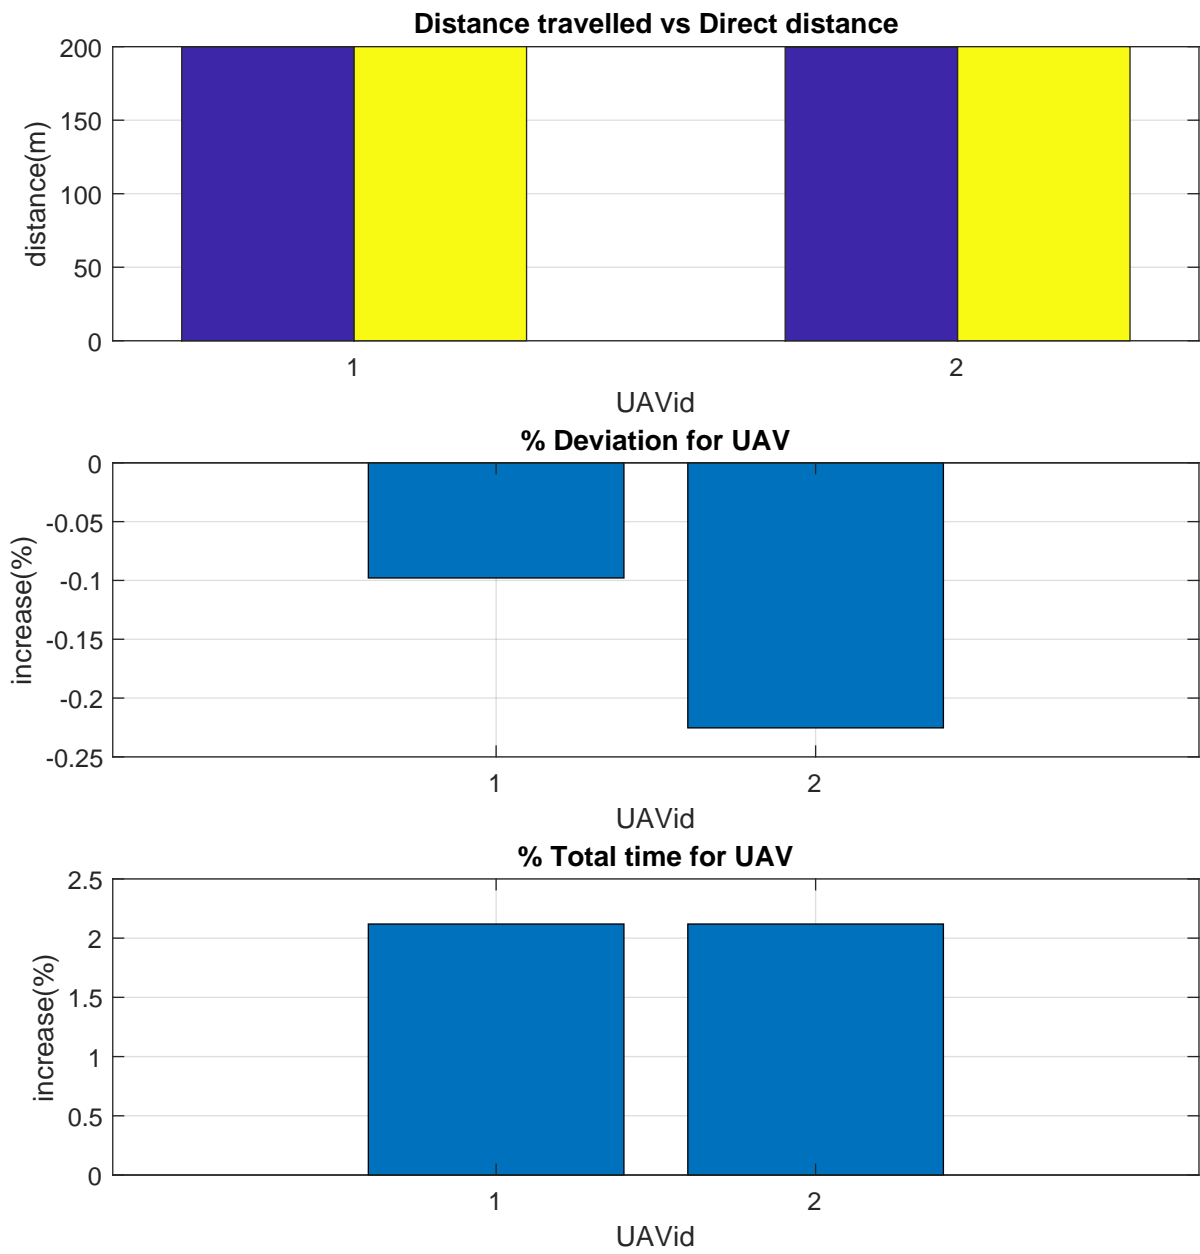 Distance travelled vs Direct distance
200
150
100
50
0
distance(m)
1 2
UAVid
% Deviation for UAV
0
-0.05
-0.1
-0.15
-0.2
-0.25
increase(%)
1 2
UAVid
% Total time for UAV
2.5
2
1.5
1
0.5
0
increase(%)
1 2
UAVid